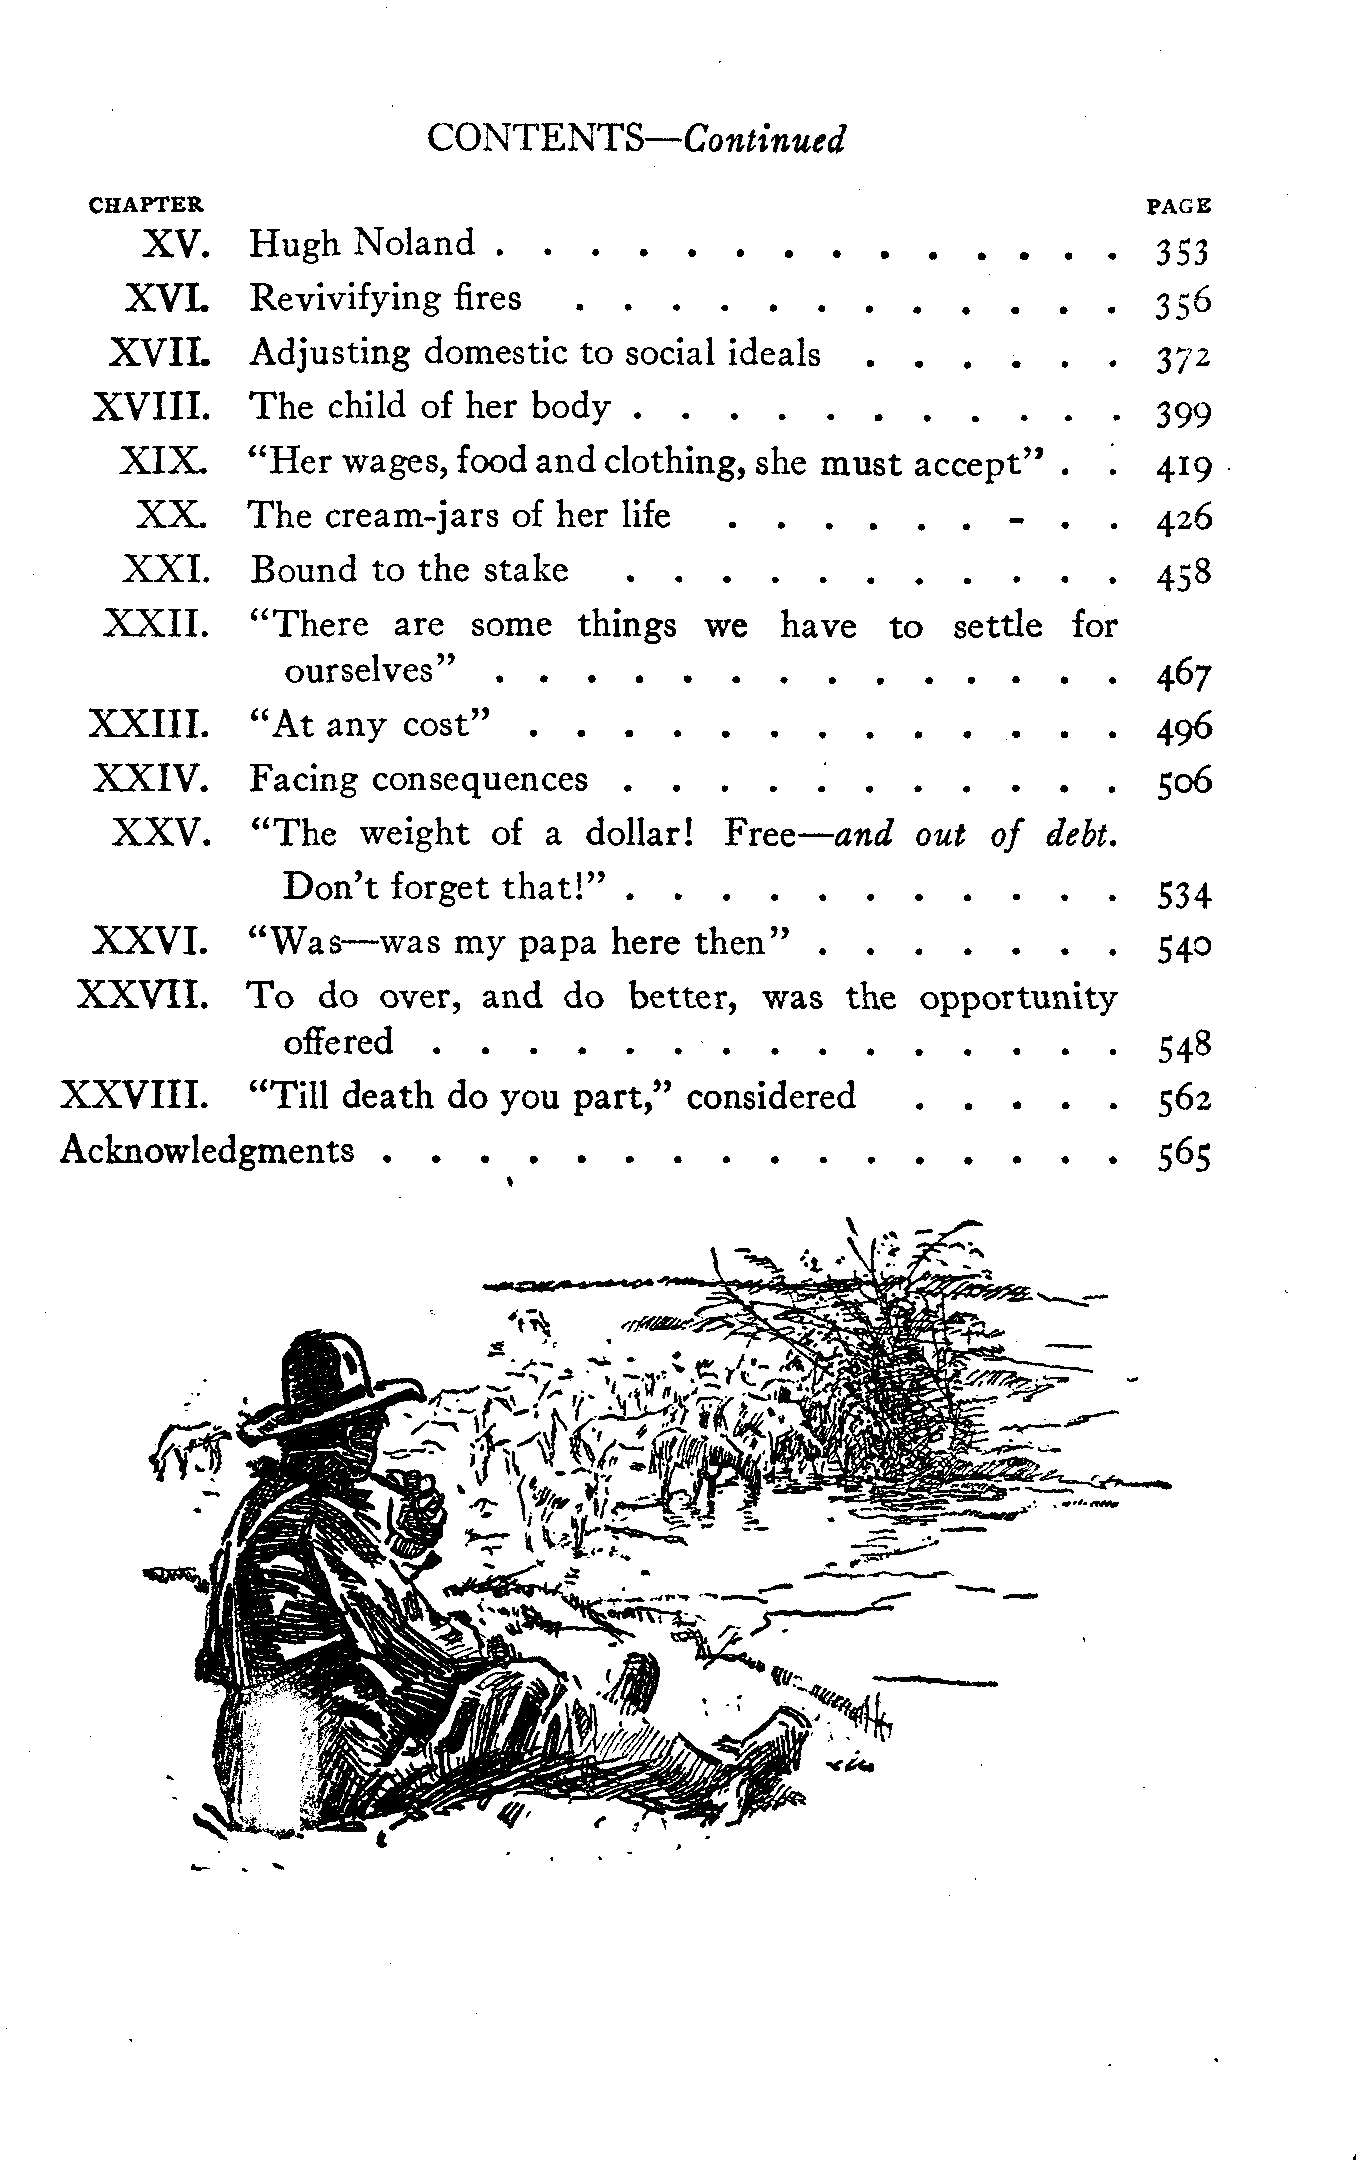 CONTENTS—Continued
CHAPTER PAGE
XV. Hugh Noland . . . . . . . . . . . . . . 353
XVI. Revivifying fires . . . . . . . . . . . . 356
XVII. Adjusting domestic to social ideals . . . . . . 372
XVIII. The child of her body . . . . . . . . . . . 399
XIX. “Her wages, food and clothing, she must accept” . . 419
XX. The cream-jars of her life . . . . . . - . . 426
XXI. Bound to the stake . . . . . . . . . . . 458
XXII. “There are some things we have to settle for
ourselves” . . . . . . . . . . . . . . 467
XXIII. “At any cost” . . . . . . . . . . . . . 496
XXIV. Facing consequences . . . . . . . . . . . 506
XXV. “The weight of a dollar! Free—and out of debt.
Don’t forget that!” . . . . . . . . . . . 534
XXVI. “Was—was my papa here then” . . . . . . . 540
XXVII. To do over, and do better, was the opportunity
offered . . . . . . . . . . . . . . . 548
XXVIII. “Till death do you part,” considered . . . . . 562
Acknowledgments . . . . . . . . . . . . . . . . 565